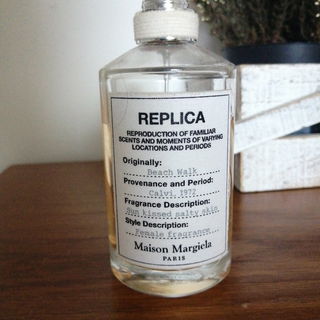 REPLICA
REPRODUCTION OF FAMILIAR
SCENTS AND MOMENTS OF VARYING
LOCATIONS AND PERIODS
Originally:
Beach Walk
Provenance and Period:
Calvi, 1972
Fragrance Description:
Sun kissed salty skin
Style Description:
Female fragrance
Maison Margiela
PARIS